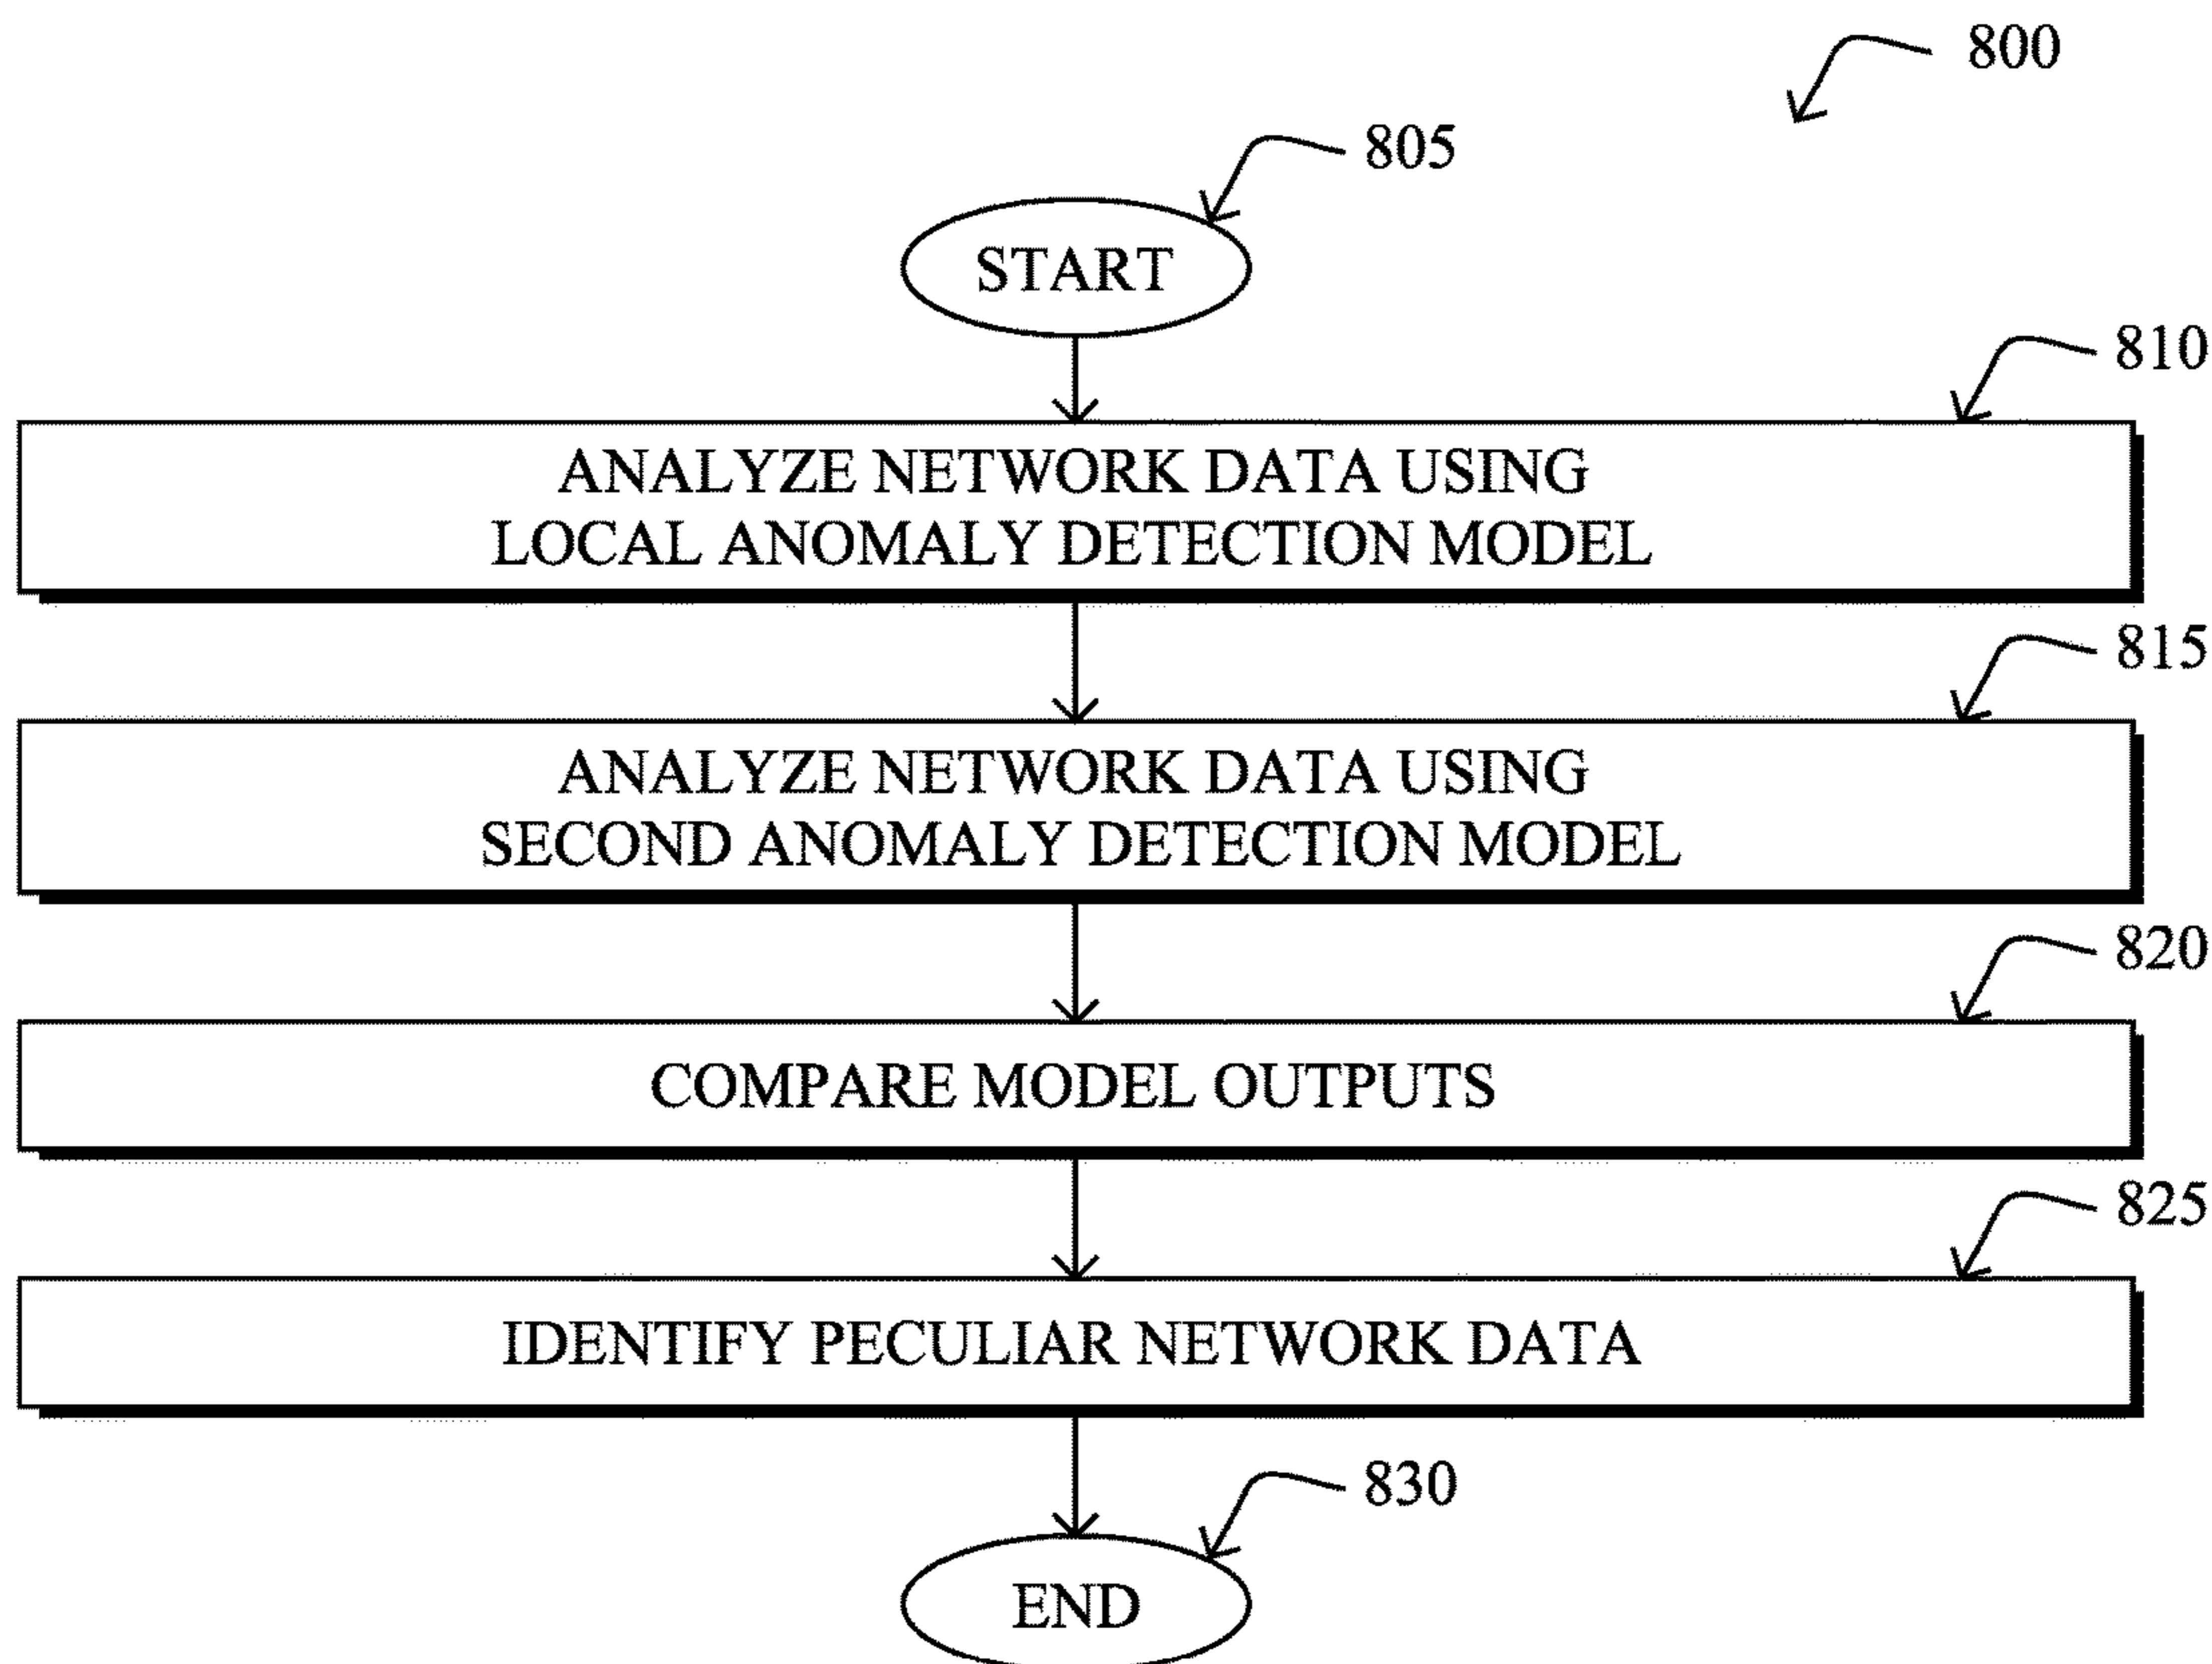 800
805
START
810
ANALYZE NETWORK DATA USING
LOCAL ANOMALY DETECTION MODEL
815
ANALYZE NETWORK DATA USING
SECOND ANOMALY DETECTION MODEL
820
COMPARE MODEL OUTPUTS
825
IDENTIFY PECULIAR NETWORK DATA
830
END